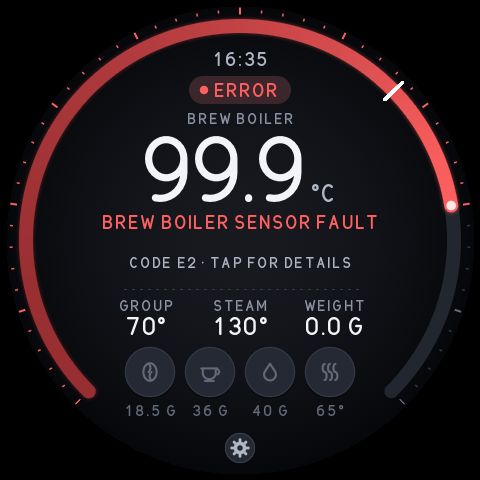 16:35
ERROR
BREW BOILER
99.9 °C
BREW BOILER SENSOR FAULT
CODE E2 · TAP FOR DETAILS
GROUP STEAM WEIGHT
70° 130° 0.0 G
18.5 G 36 G 40 G 65°